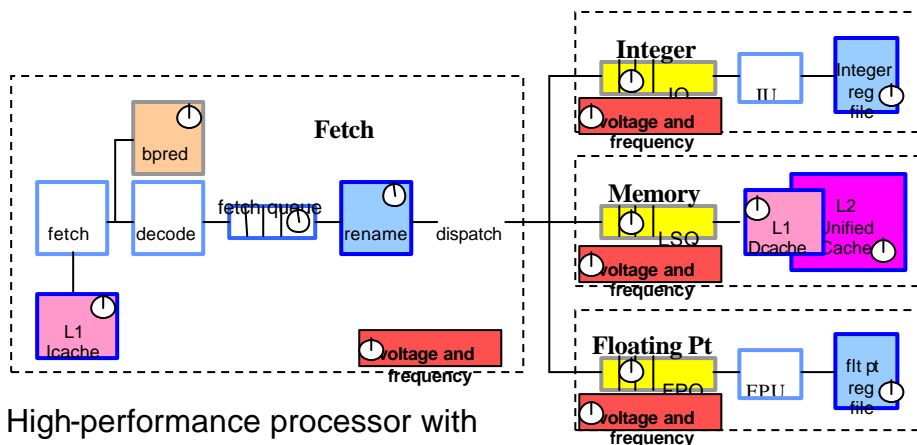 Fetch
bpred
fetch
decode
fetch queue
rename
dispatch
L1
Icache
voltage and
frequency
Integer
IQ
IU
Integer
reg
file
voltage and
frequency
Memory
LSQ
L1
Dcache
L2
Unified
Cache
voltage and
frequency
Floating Pt
FPQ
FPU
flt pt
reg
file
voltage and
frequency
High-performance processor with